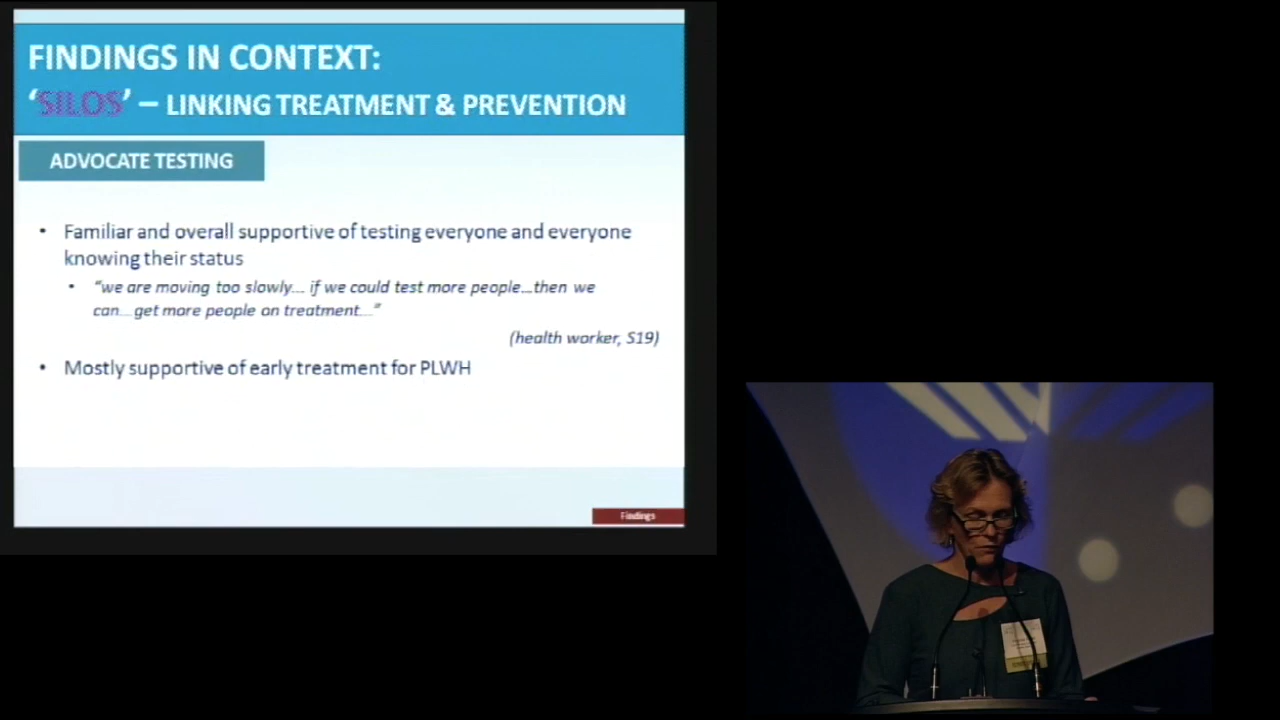 FINDINGS IN CONTEXT:
‘SILOS’ – LINKING TREATMENT & PREVENTION
ADVOCATE TESTING
• Familiar and overall supportive of testing everyone and everyone
knowing their status
• “we are moving too slowly.... if we could test more people...then we
can....get more people on treatment....”
(health worker, S19)
• Mostly supportive of early treatment for PLWH
Findings